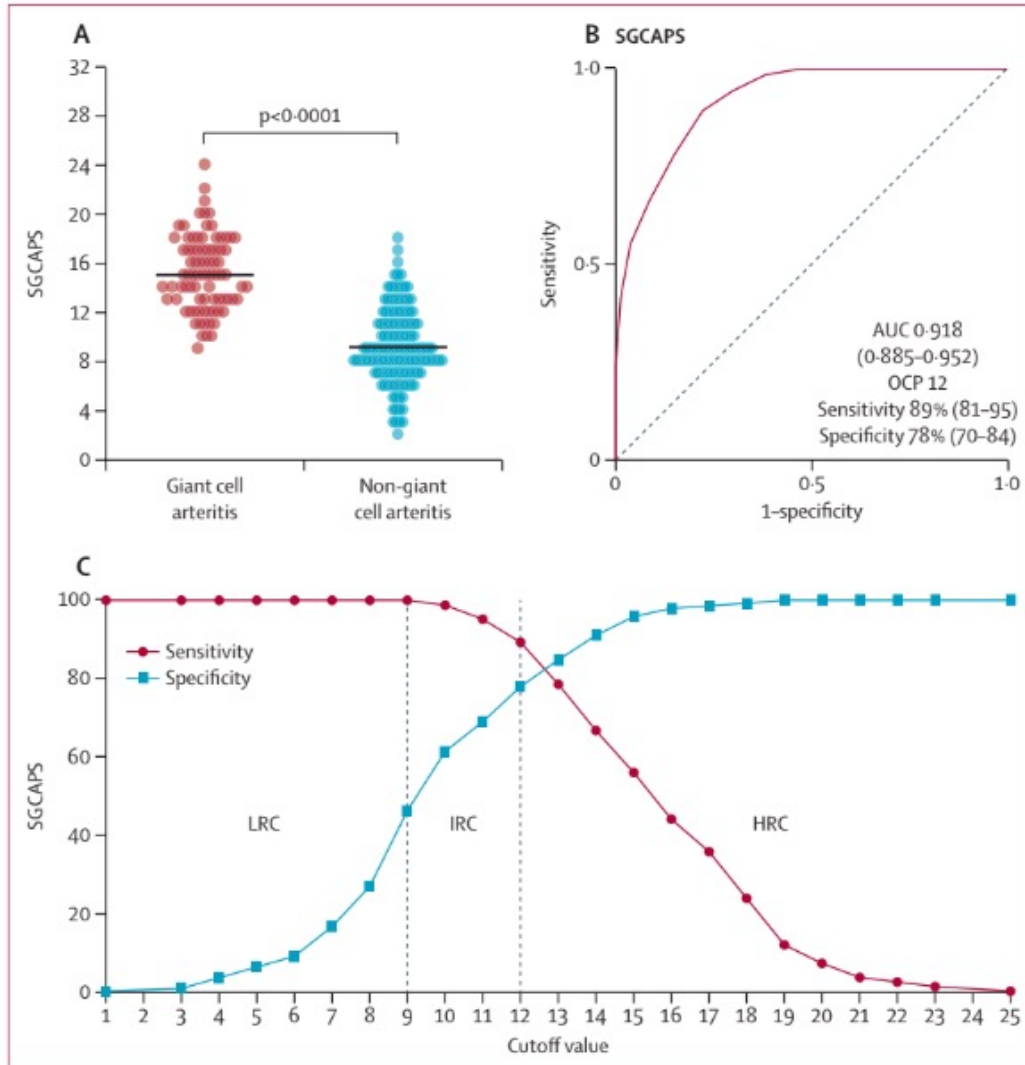 A
32
28
24
20
16
12
8
4
0
SGCAPS
p<0·0001
Giant cell
arteritis
Non-giant
cell arteritis
B SGCAPS
1·0
0·5
0
Sensitivity
AUC 0·918
(0·885–0·952)
OCP 12
Sensitivity 89% (81–95)
Specificity 78% (70–84)
0 0·5 1·0
1–specificity
C
100
80
60
40
20
0
SGCAPS
Sensitivity
Specificity
LRC IRC HRC
1 2 3 4 5 6 7 8 9 10 11 12 13 14 15 16 17 18 19 20 21 22 23 24 25
Cutoff value